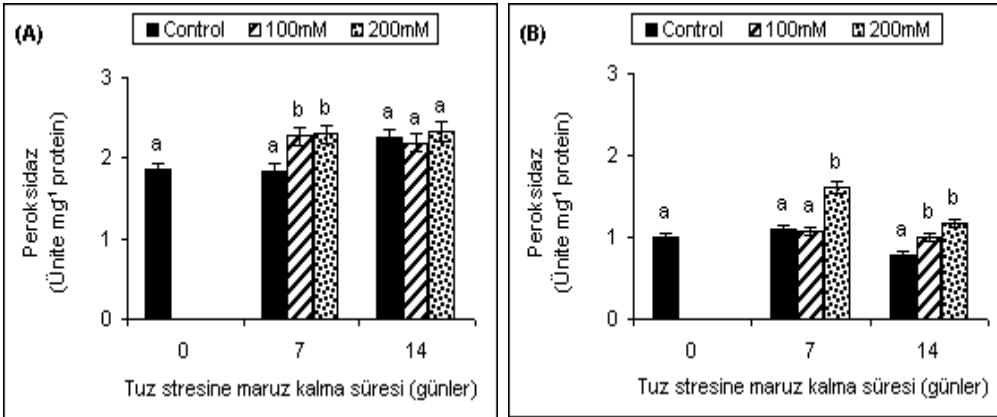 (A)
Control 100mM 200mM
Peroksidaz
(Ünite mg⁻¹ protein)
3
2
1
0
a
a
b
b
a
a
a
0 7 14
Tuz stresine maruz kalma süresi (günler)
(B)
Control 100mM 200mM
Peroksidaz
(Ünite mg⁻¹ protein)
3
2
1
0
a
a
a
b
a
b
b
0 7 14
Tuz stresine maruz kalma süresi (günler)